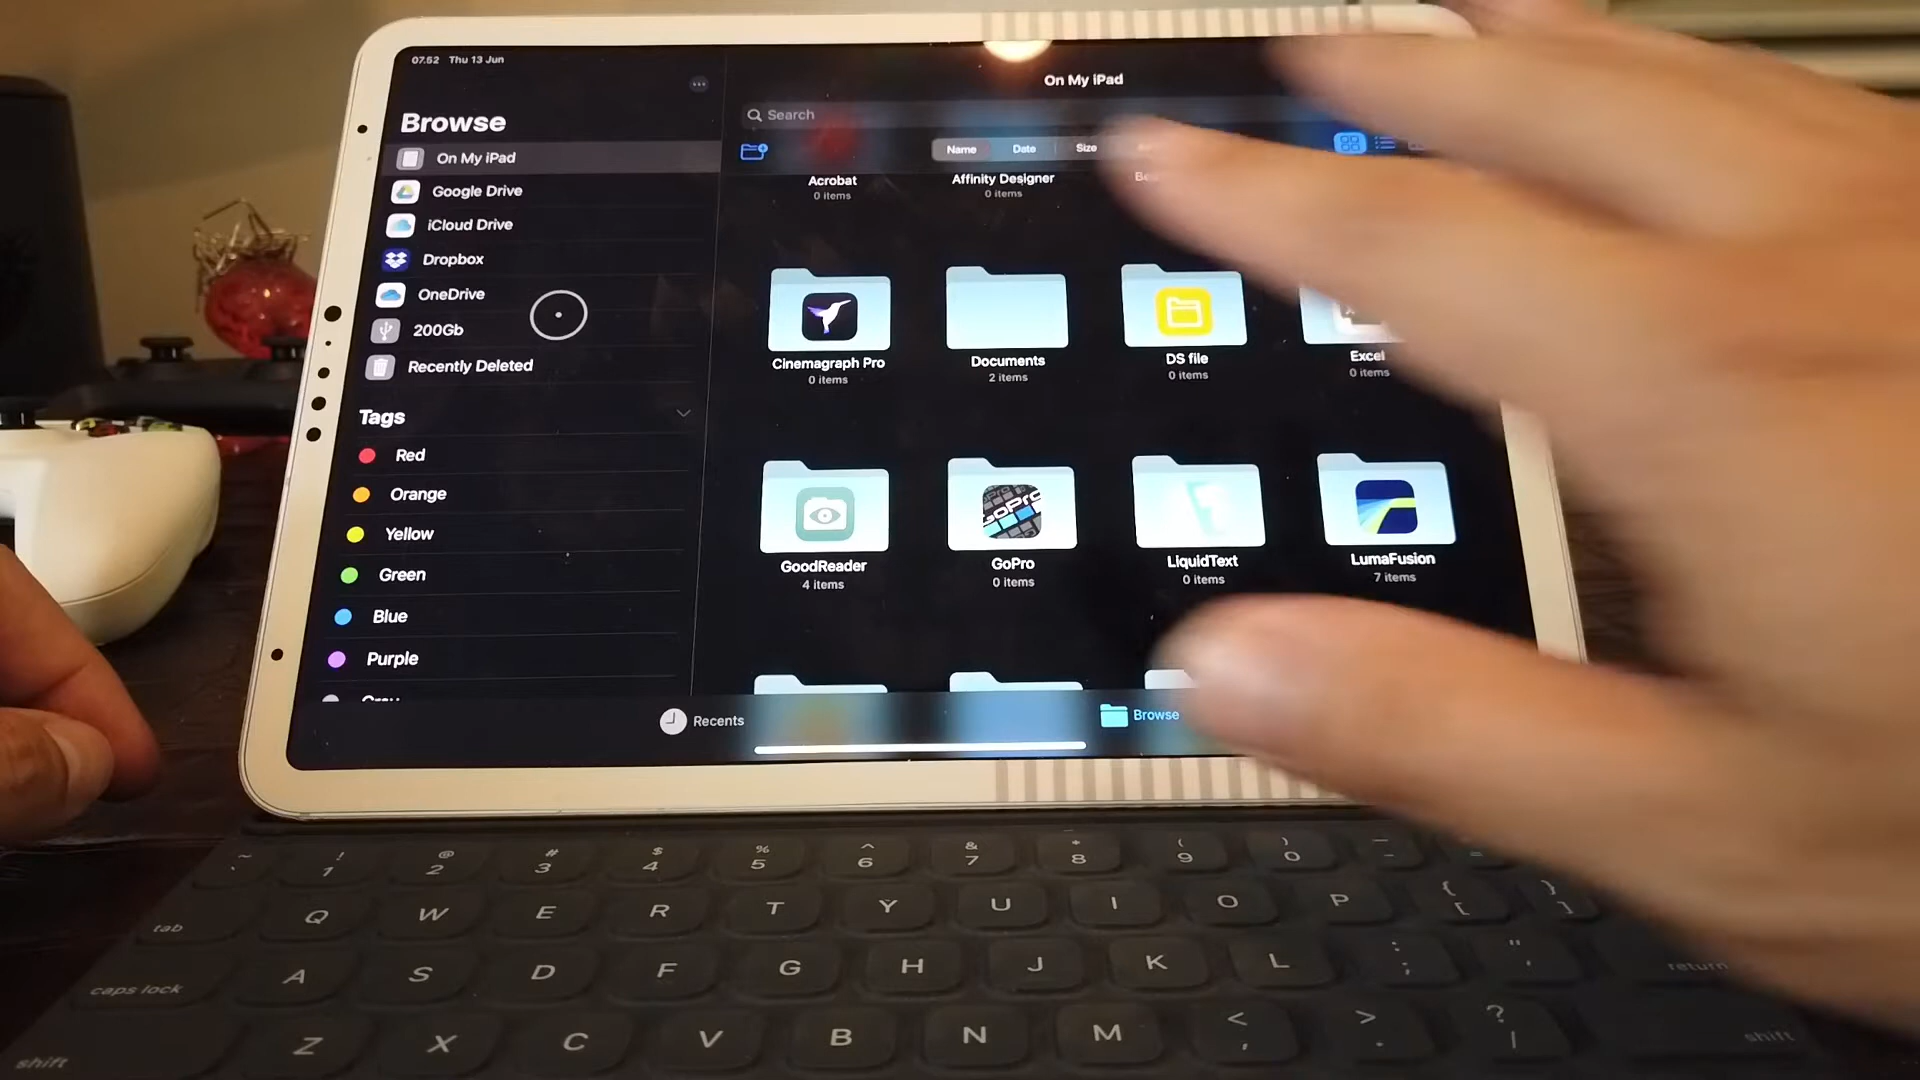 07.52 Thu 13 Jun
Browse
On My iPad
Google Drive
iCloud Drive
Dropbox
OneDrive
200Gb
Recently Deleted
Tags
Red
Orange
Yellow
Green
Blue
Purple
Gray
On My iPad
Search
Name Date Size
Acrobat
0 items
Affinity Designer
0 items
Cinemagraph Pro
0 items
Documents
2 items
DS file
0 items
Excel
0 items
GoodReader
4 items
GoPro
GoPro
0 items
LiquidText
0 items
LumaFusion
7 items
Recents
Browse
~ ! @ # $ % ^ & * ( )
1 2 3 4 5 6 7 8 9 0
tab Q W E R T Y U I O P { [ } ]
caps lock A S D F G H J K L : ; " ' return
shift Z X C V B N M < , > . ? / shift